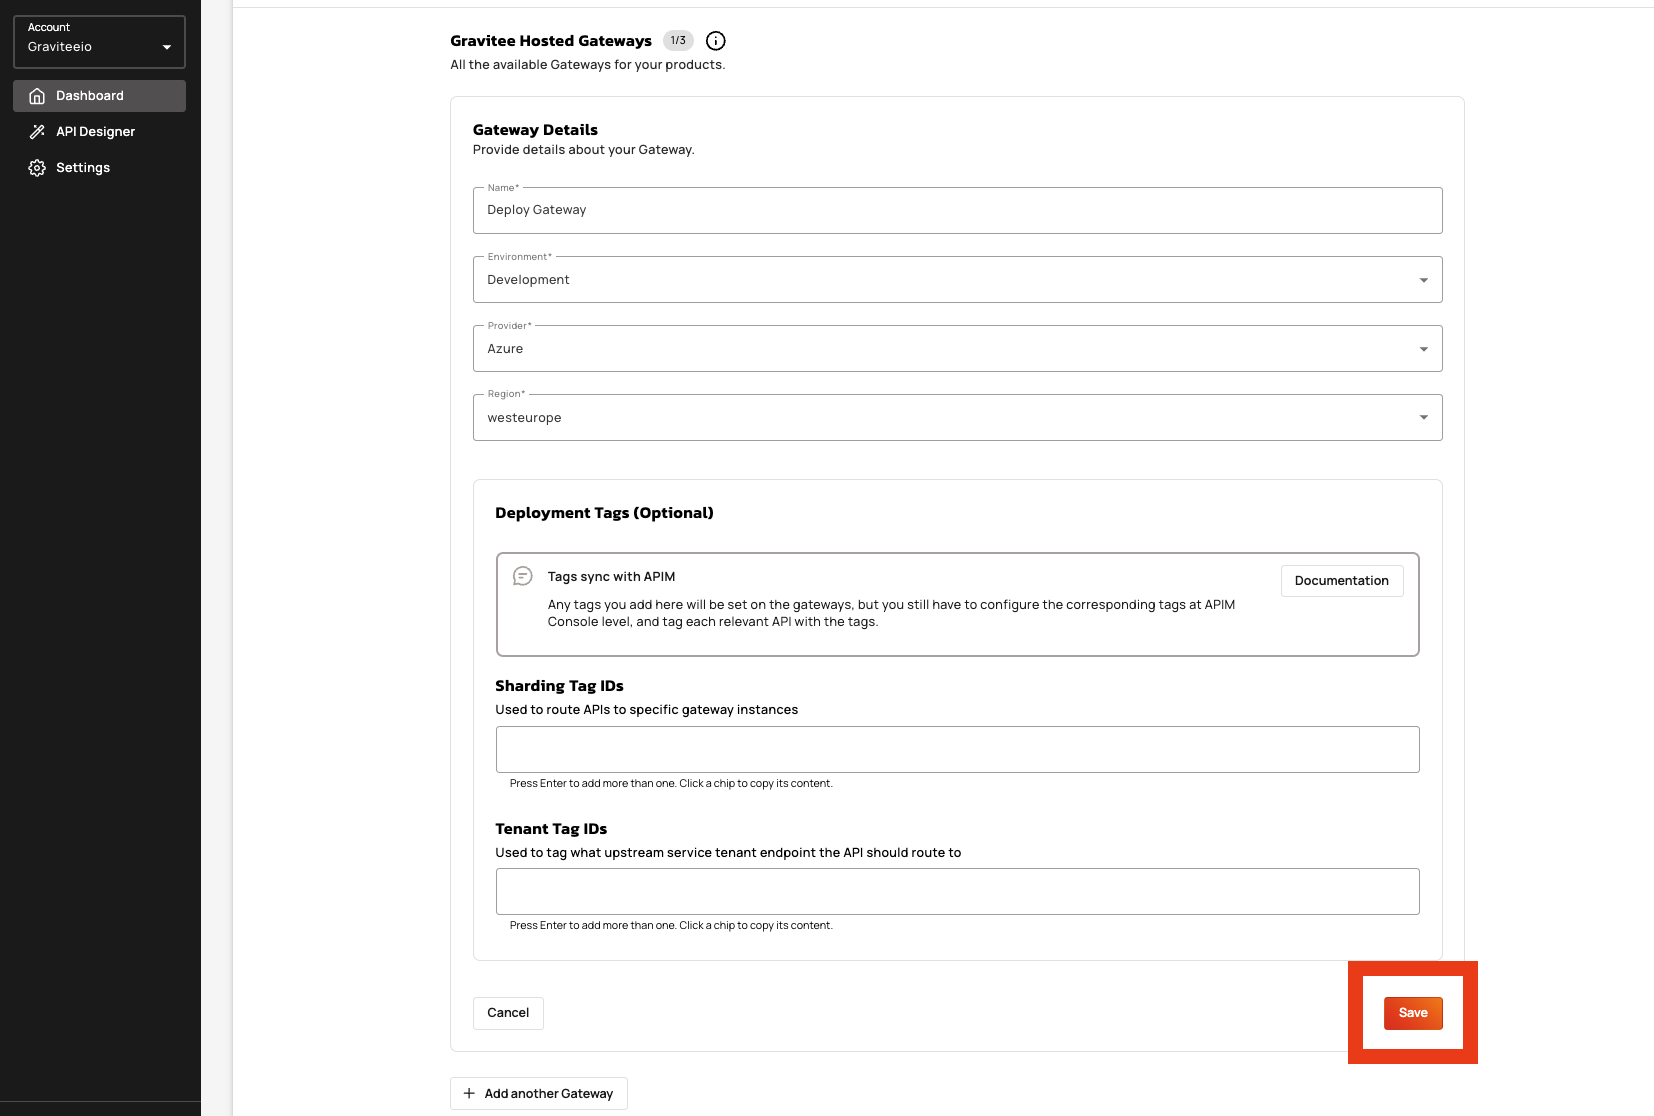 Account
Graviteeio
Dashboard
API Designer
Settings
Gravitee Hosted Gateways 1/3
All the available Gateways for your products.
Gateway Details
Provide details about your Gateway.
Name*
Deploy Gateway
Environment*
Development
Provider*
Azure
Region*
westeurope
Deployment Tags (Optional)
Tags sync with APIM
Documentation
Any tags you add here will be set on the gateways, but you still have to configure the corresponding tags at APIM
Console level, and tag each relevant API with the tags.
Sharding Tag IDs
Used to route APIs to specific gateway instances
Press Enter to add more than one. Click a chip to copy its content.
Tenant Tag IDs
Used to tag what upstream service tenant endpoint the API should route to
Press Enter to add more than one. Click a chip to copy its content.
Cancel
Save
Add another Gateway